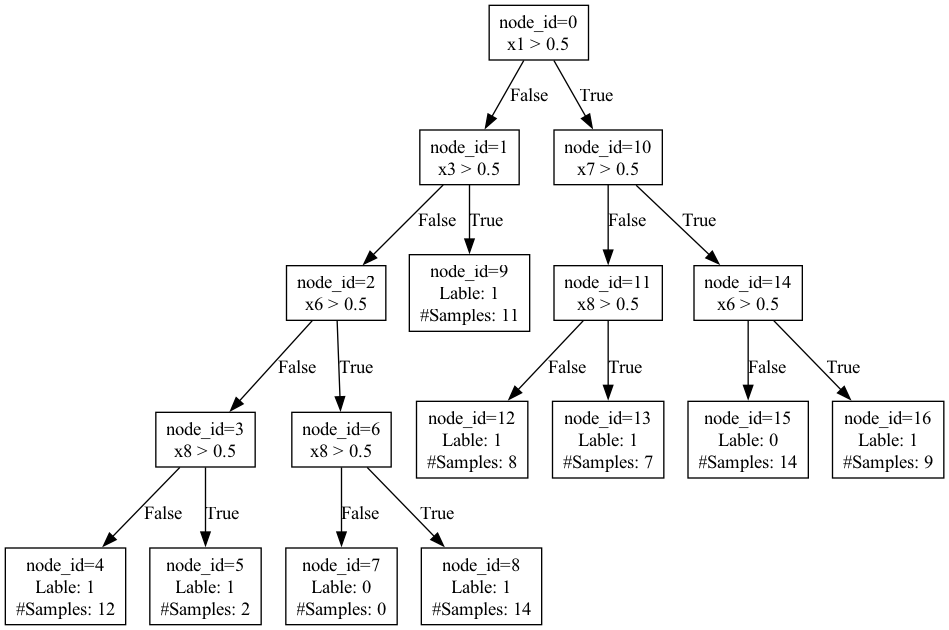 node_id=0
x1 > 0.5
False
True
node_id=1
x3 > 0.5
node_id=10
x7 > 0.5
False
True
False
True
node_id=2
x6 > 0.5
node_id=9
Lable: 1
#Samples: 11
node_id=11
x8 > 0.5
node_id=14
x6 > 0.5
False
True
False
True
False
True
node_id=3
x8 > 0.5
node_id=6
x8 > 0.5
node_id=12
Lable: 1
#Samples: 8
node_id=13
Lable: 1
#Samples: 7
node_id=15
Lable: 0
#Samples: 14
node_id=16
Lable: 1
#Samples: 9
False
True
False
True
node_id=4
Lable: 1
#Samples: 12
node_id=5
Lable: 1
#Samples: 2
node_id=7
Lable: 0
#Samples: 0
node_id=8
Lable: 1
#Samples: 14